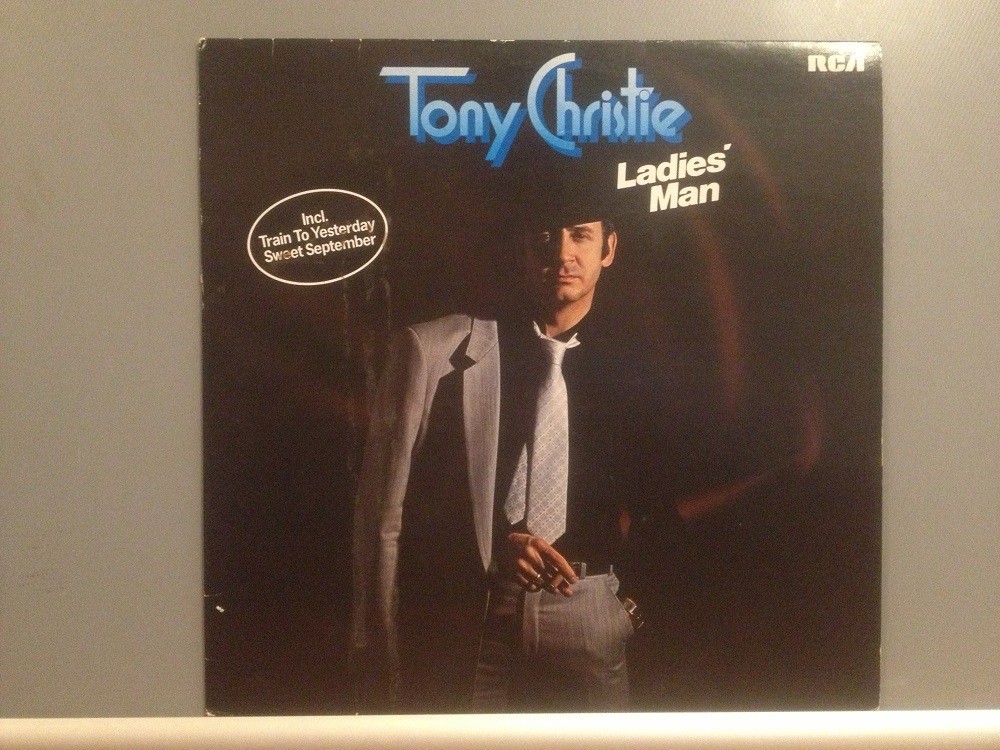 Tony Christie
RCA
Ladies'
Man
Incl.
Train To Yesterday
Sweet September